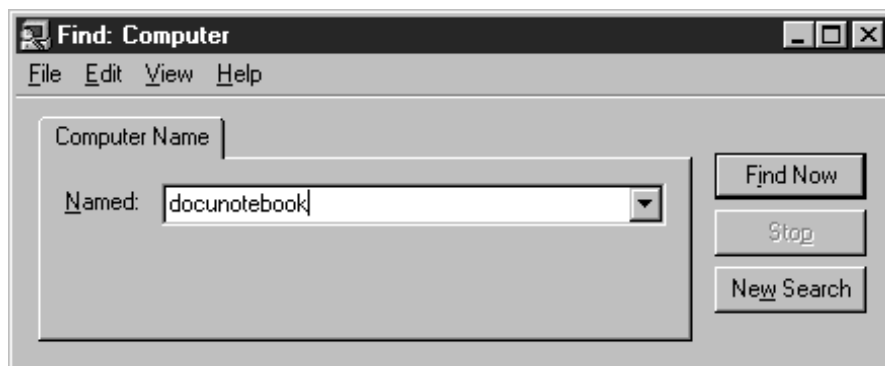 Find: Computer
File Edit View Help
Computer Name
Named: docunotebook
Find Now
Stop
New Search